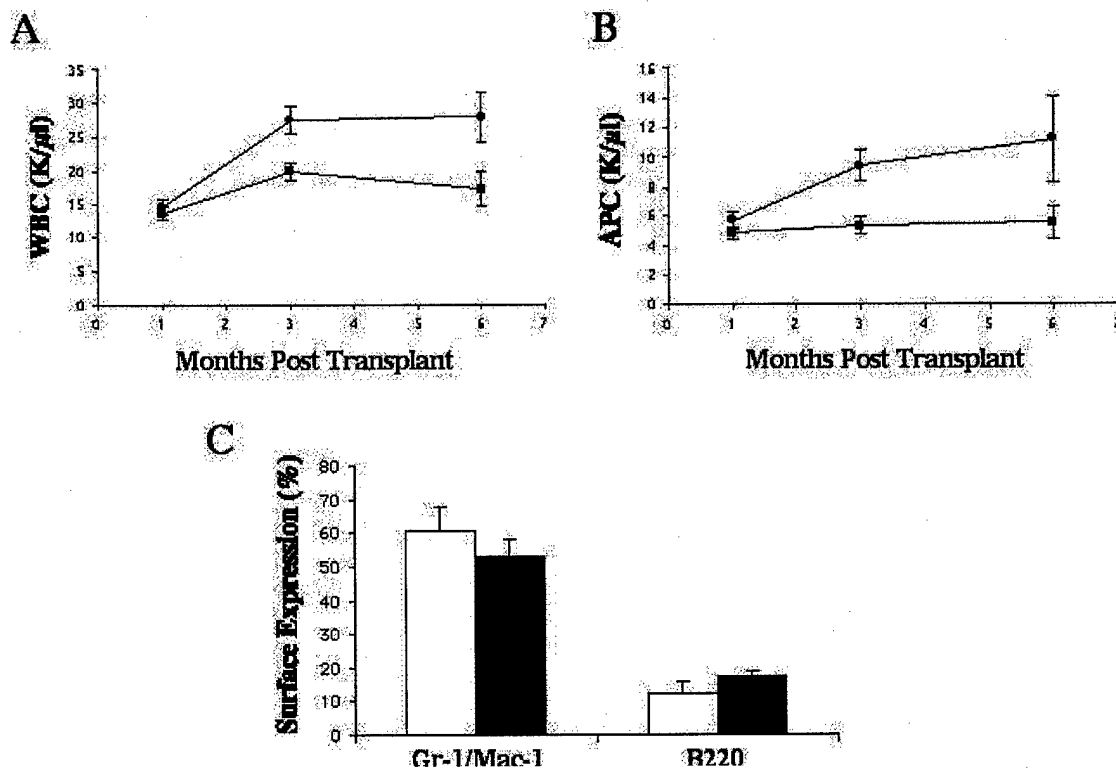 A
WBC (K/µl)
35
30
25
20
15
10
5
0
0 1 2 3 4 5 6 7
Months Post Transplant
B
APC (K/µl)
16
14
12
10
8
6
4
2
0
0 1 2 3 4 5 6
Months Post Transplant
C
Surface Expression (%)
80
70
60
50
40
30
20
10
0
Gr-1/Mac-1 B220